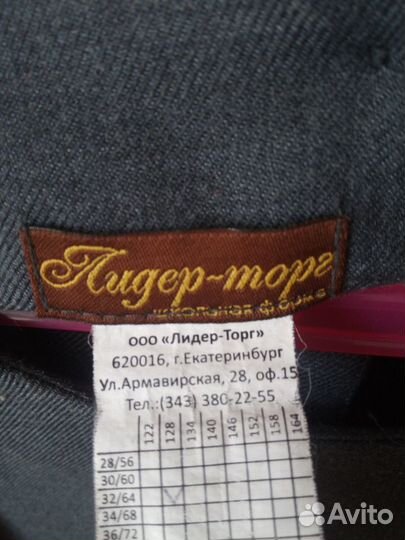 Лидер-торг
школьная форма
ООО «Лидер-Торг»
620016, г.Екатеринбург
Ул.Армавирская, 28, оф.15
Тел.:(343) 380-22-55
122 128 134 140 146 152 158 164
28/56
30/60
32/64
34/68
36/72
Avito